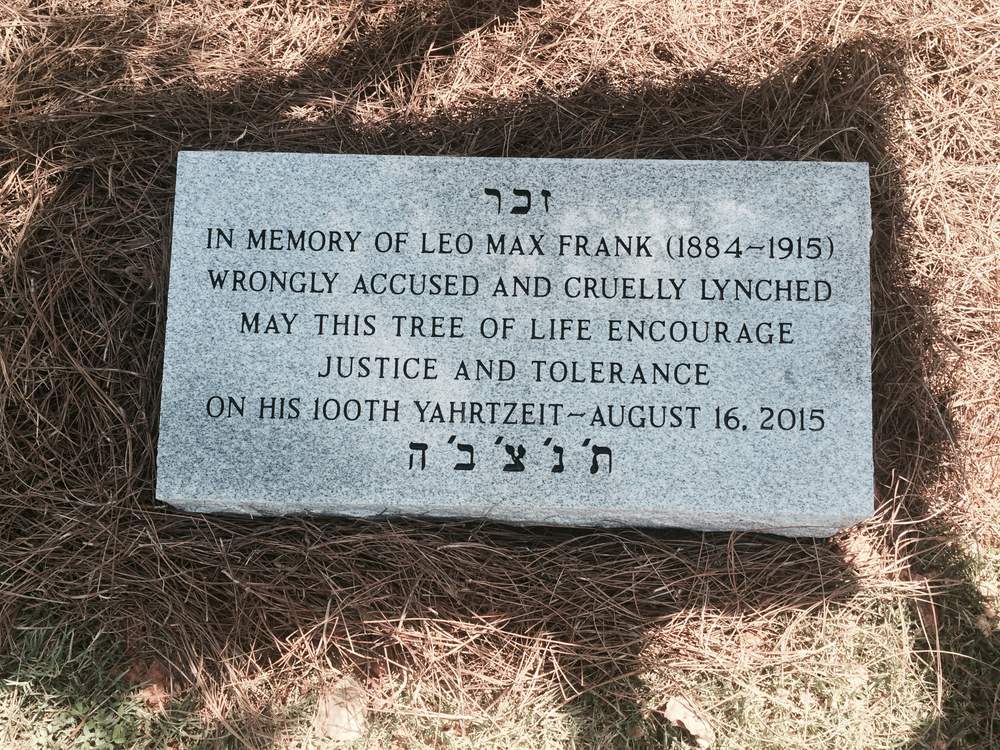 זכר
IN MEMORY OF LEO MAX FRANK (1884~1915)
WRONGLY ACCUSED AND CRUELLY LYNCHED
MAY THIS TREE OF LIFE ENCOURAGE
JUSTICE AND TOLERANCE
ON HIS 100TH YAHRTZEIT~AUGUST 16, 2015
ת׳נ׳צ׳ב׳ה